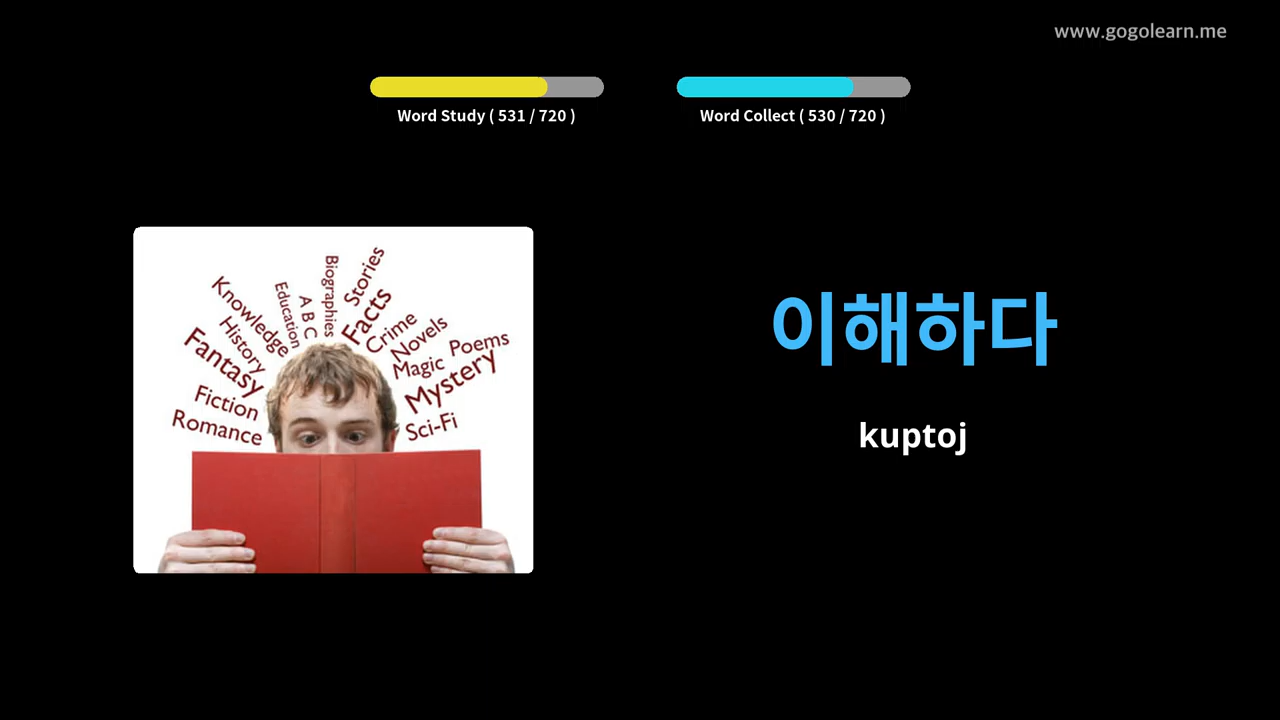 www.gogolearn.me
Word Study ( 531 / 720 )
Word Collect ( 530 / 720 )
이해하다
kuptoj
Knowledge
History
Fantasy
Fiction
Romance
Education
A B C
Biographies
Stories
Facts
Crime
Novels
Magic
Poems
Mystery
Sci-Fi